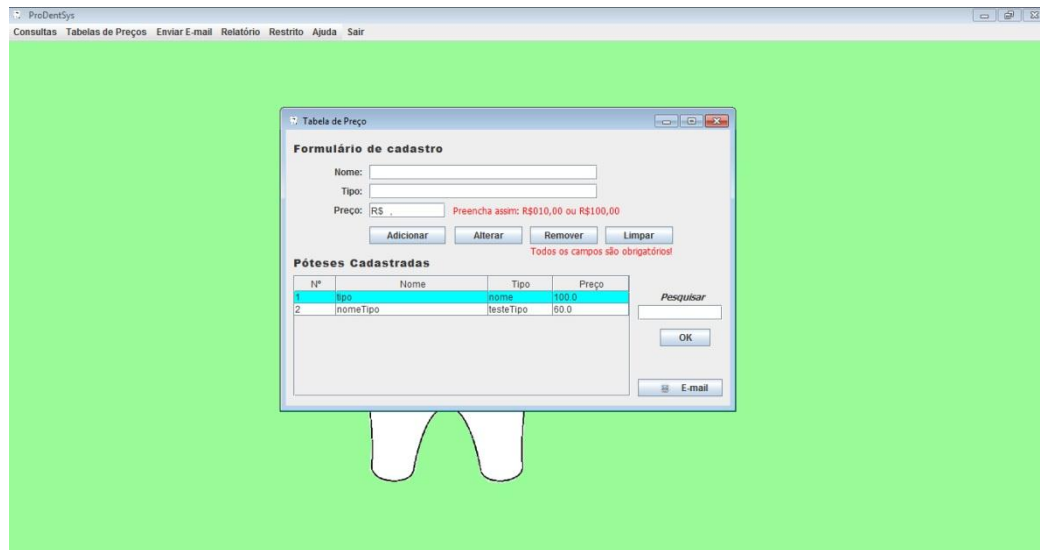 ProDentSys
Consultas Tabelas de Preços Enviar E-mail Relatório Restrito Ajuda Sair
Tabela de Preço
Formulário de cadastro
Nome:
Tipo:
Preço: R$ , Preencha assim: R$010,00 ou R$100,00
Adicionar Alterar Remover Limpar
Todos os campos são obrigatórios!
Póteses Cadastradas
Nº Nome Tipo Preço
1 tipo nome 100.0
2 nomeTipo testeTipo 60.0
Pesquisar
OK
E-mail